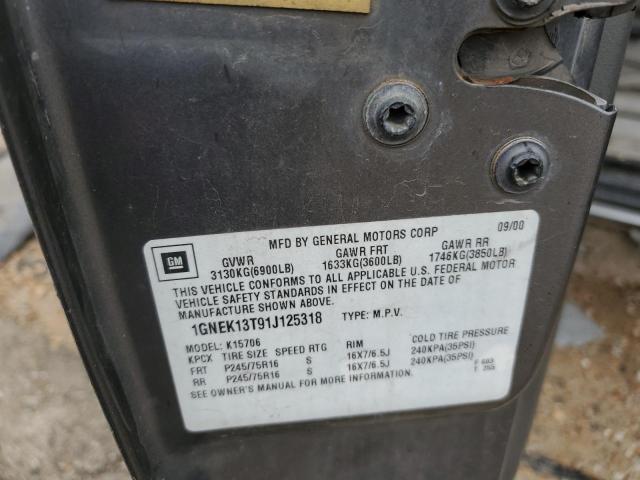 MFD BY GENERAL MOTORS CORP 09/00
GM
GVWR GAWR FRT GAWR RR
3130KG(6900LB) 1633KG(3600LB) 1746KG(3850LB)
THIS VEHICLE CONFORMS TO ALL APPLICABLE U.S. FEDERAL MOTOR
VEHICLE SAFETY STANDARDS IN EFFECT ON THE DATE OF
MANUFACTURE SHOWN ABOVE.
1GNEK13T91J125318 TYPE: M.P.V.
MODEL: K15706
KPCX TIRE SIZE SPEED RTG RIM COLD TIRE PRESSURE
FRT P245/75R16 S 16X7/6.5J 240KPA(35PSI)
RR P245/75R16 S 16X7/6.5J 240KPA(35PSI)
SEE OWNER'S MANUAL FOR MORE INFORMATION.